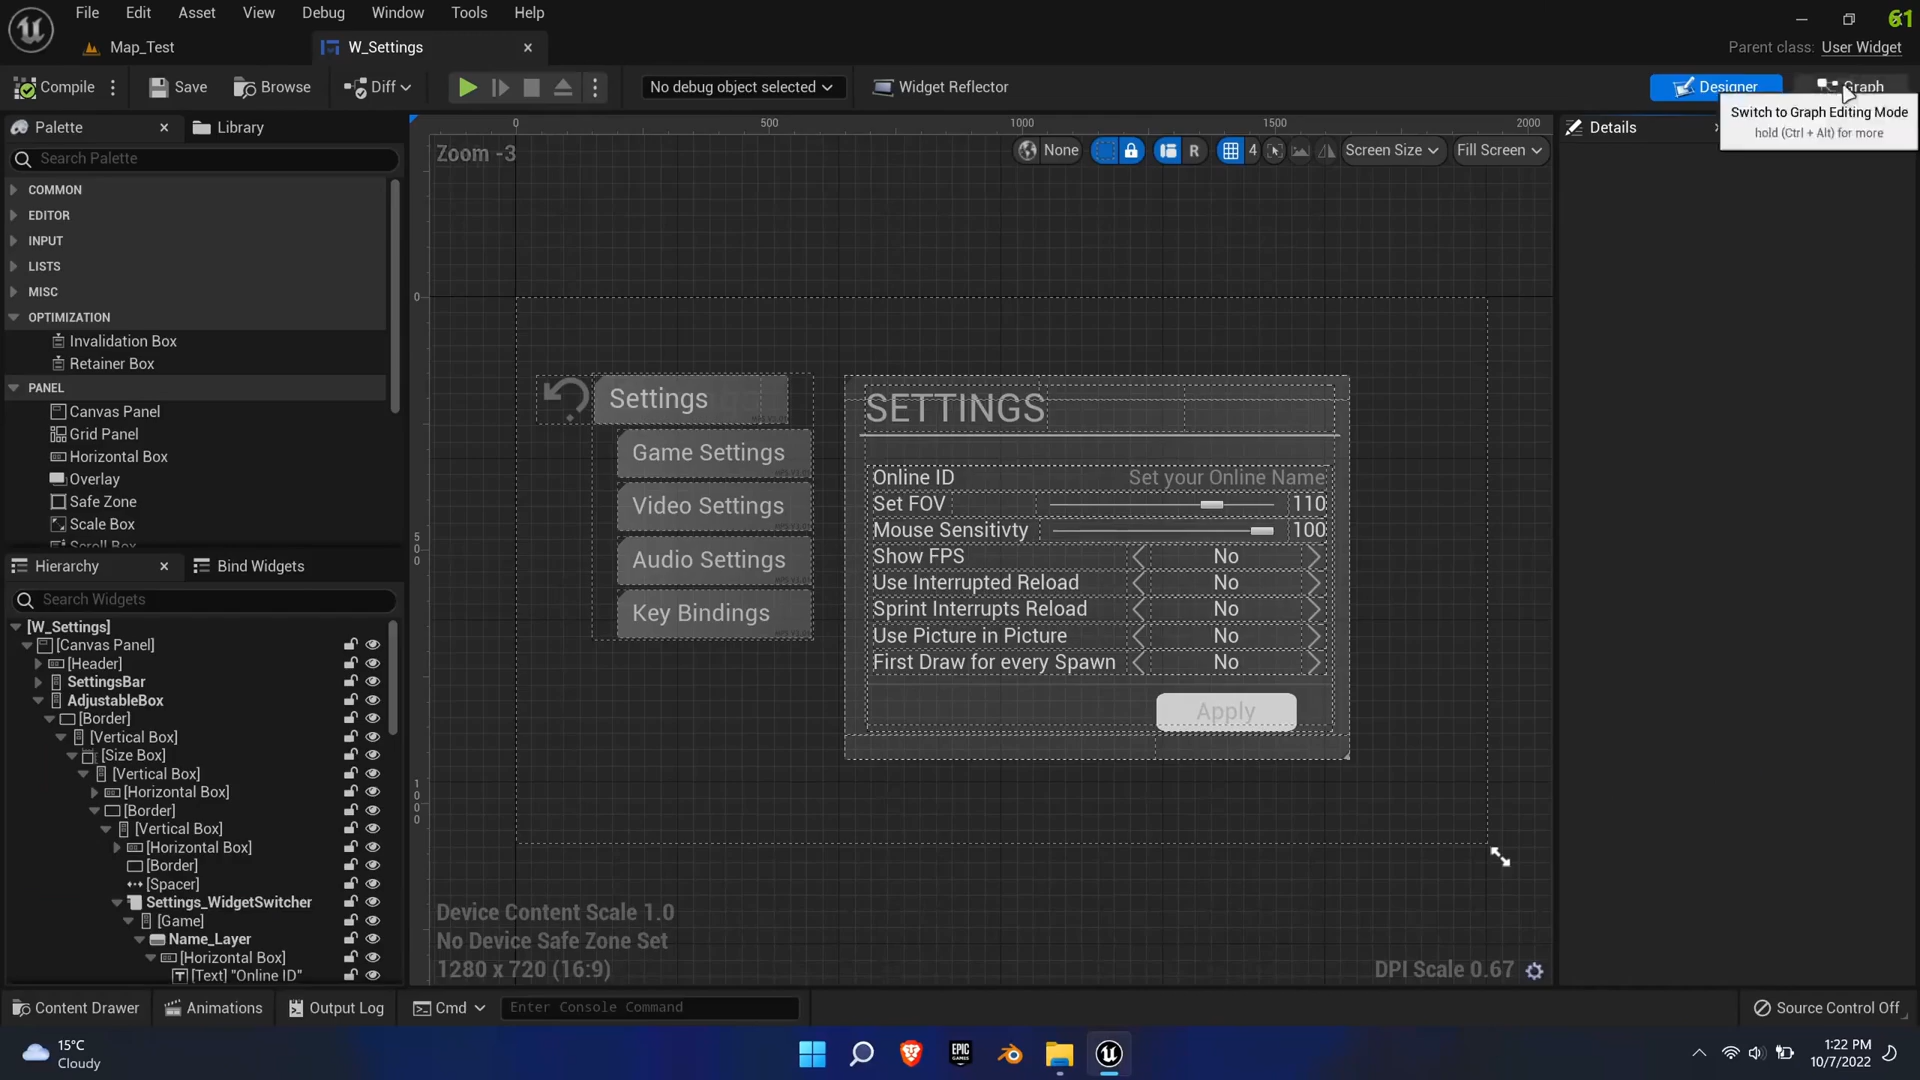 File Edit Asset View Debug Window Tools Help
61
Map_Test
W_Settings
Parent class: User Widget
Compile
Save
Browse
Diff
No debug object selected
Widget Reflector
Designer
Graph
Switch to Graph Editing Mode
hold (Ctrl + Alt) for more
Palette
Library
Search Palette
COMMON
EDITOR
INPUT
LISTS
MISC
OPTIMIZATION
Invalidation Box
Retainer Box
PANEL
Canvas Panel
Grid Panel
Horizontal Box
Overlay
Safe Zone
Scale Box
Scroll Box
Hierarchy
Bind Widgets
Search Widgets
[W_Settings]
[Canvas Panel]
[Header]
SettingsBar
AdjustableBox
[Border]
[Vertical Box]
[Size Box]
[Vertical Box]
[Horizontal Box]
[Border]
[Vertical Box]
[Horizontal Box]
[Border]
[Spacer]
Settings_WidgetSwitcher
[Game]
Name_Layer
[Horizontal Box]
[Text] "Online ID"
0 500 1000 1500 2000
Zoom -3
None
R
4
Screen Size
Fill Screen
0
500
1000
Settings
Game Settings
Video Settings
Audio Settings
Key Bindings
SETTINGS
Online ID Set your Online Name
Set FOV 110
Mouse Sensitivty 100
Show FPS No
Use Interrupted Reload No
Sprint Interrupts Reload No
Use Picture in Picture No
First Draw for every Spawn No
Apply
Device Content Scale 1.0
No Device Safe Zone Set
1280 x 720 (16:9)
DPI Scale 0.67
Details
Content Drawer
Animations
Output Log
Cmd
Enter Console Command
Source Control Off
15°C
Cloudy
EPIC
GAMES
1:22 PM
10/7/2022